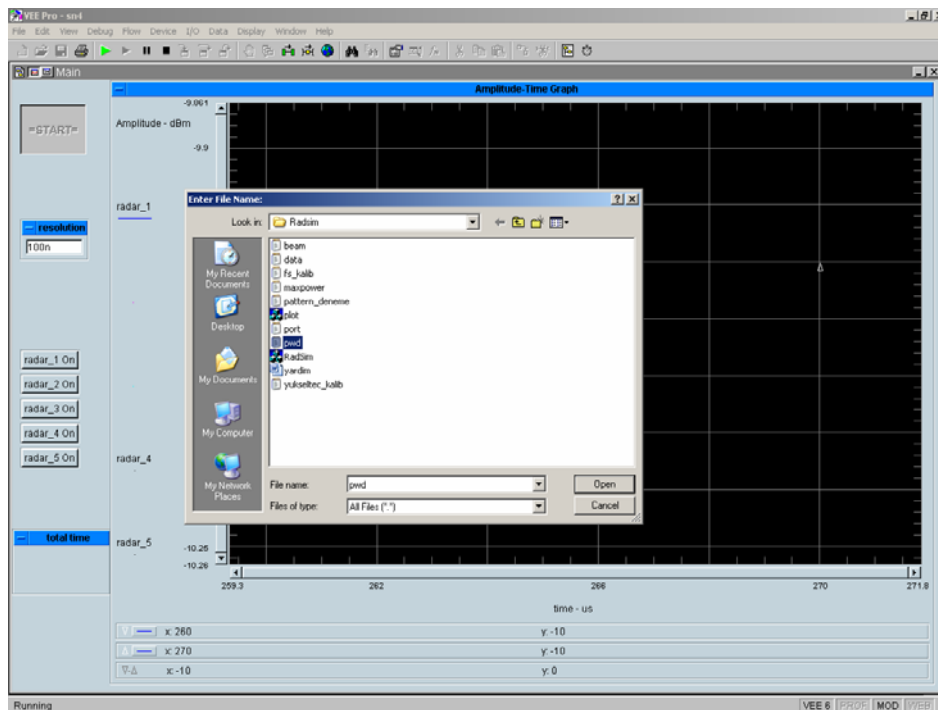 VEE Pro - sn4
File Edit View Debug Flow Device I/O Data Display Window Help
Main
Amplitude-Time Graph
=START=
-9.061
Amplitude - dBm
-9.9
radar_1
Enter File Name:
Look in: Radsim
resolution
100n
My Recent
Documents
Desktop
My Documents
My Computer
My Network
Places
beam
data
fs_kalib
maxpower
pattern_deneme
plot
port
pwd
RadSim
yardim
yukseltec_kalib
radar_1 On
radar_2 On
radar_3 On
radar_4 On
radar_5 On
radar_4
File name: pwd Open
Files of type: All Files (*.*) Cancel
total time
radar_5
-10.25
-10.26
259.3 262 266 270 271.8
time - us
x: 260 y: -10
x: 270 y: -10
∇-Δ x: -10 y: 0
Running VEE 6 PROF MOD WEB